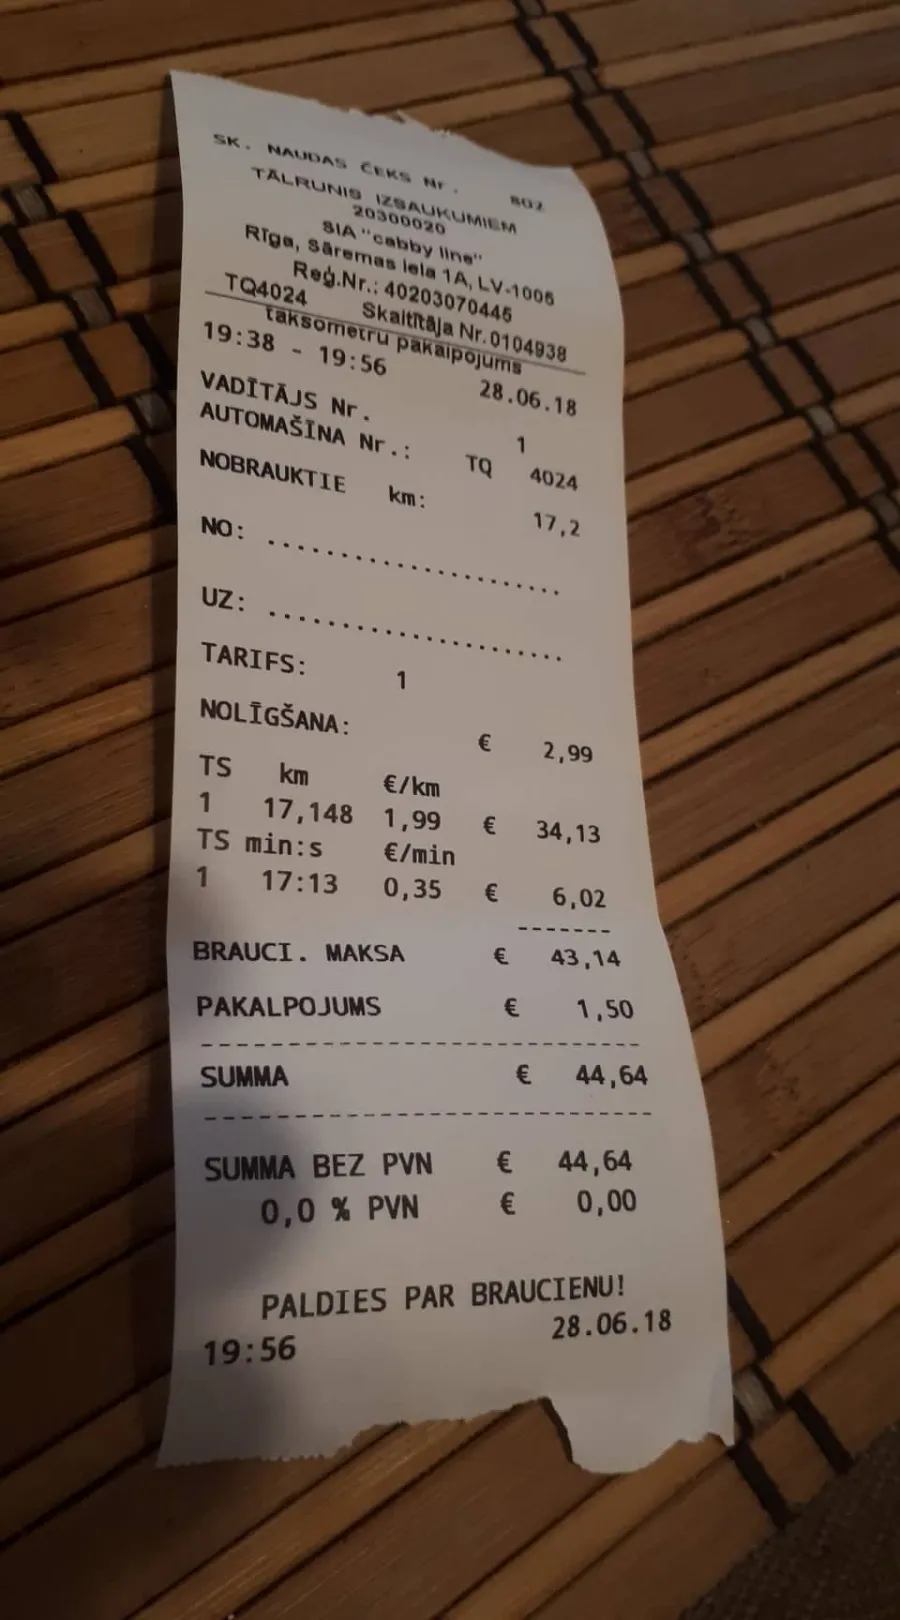 SK. NAUDAS ČEKS Nr. 802
TĀLRUNIS IZSAUKUMIEM
20300020
SIA "cabby line"
Rīga, Sāremas iela 1A, LV-1005
Reģ.Nr.: 40203070445
TQ4024 Skaitītāja Nr.0104938
taksometru pakalpojums
19:38 - 19:56 28.06.18
VADĪTĀJS Nr. 1
AUTOMAŠĪNA Nr.: TQ 4024
NOBRAUKTIE km: 17,2
NO: .....................
UZ: .....................
TARIFS: 1
NOLĪGŠANA: € 2,99
TS km €/km
1 17,148 1,99 € 34,13
TS min:s €/min
1 17:13 0,35 € 6,02
-------
BRAUCI. MAKSA € 43,14
PAKALPOJUMS € 1,50
SUMMA € 44,64
SUMMA BEZ PVN € 44,64
0,0 % PVN € 0,00
PALDIES PAR BRAUCIENU!
19:56 28.06.18